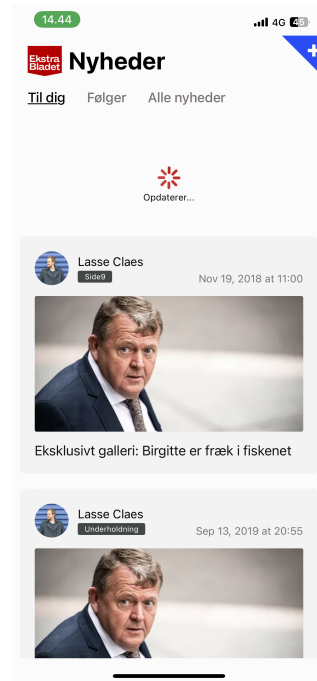 14.44
4G 45
Ekstra
Bladet
Nyheder
+
Til dig Følger Alle nyheder
Opdaterer...
Lasse Claes
Side9
Nov 19, 2018 at 11:00
Eksklusivt galleri: Birgitte er fræk i fiskenet
Lasse Claes
Underholdning
Sep 13, 2019 at 20:55